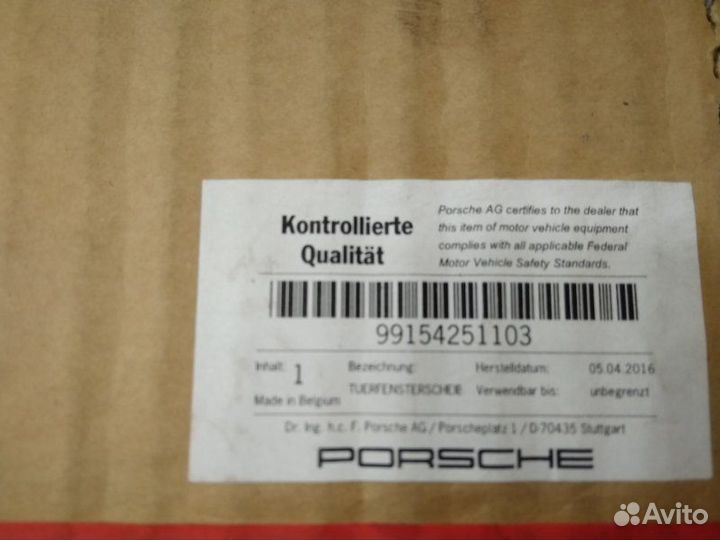 Kontrollierte
Qualität
Porsche AG certifies to the dealer that
this item of motor vehicle equipment
complies with all applicable Federal
Motor Vehicle Safety Standards.
99154251103
Inhalt: 1 Bezeichnung: Herstelldatum: 05.04.2016
TUERFENSTERSCHEIE Verwendbar bis: unbegrenzt
Made in Belgium
Dr. Ing. h.c. F. Porsche AG / Porscheplatz 1 / D-70435 Stuttgart
PORSCHE
Avito